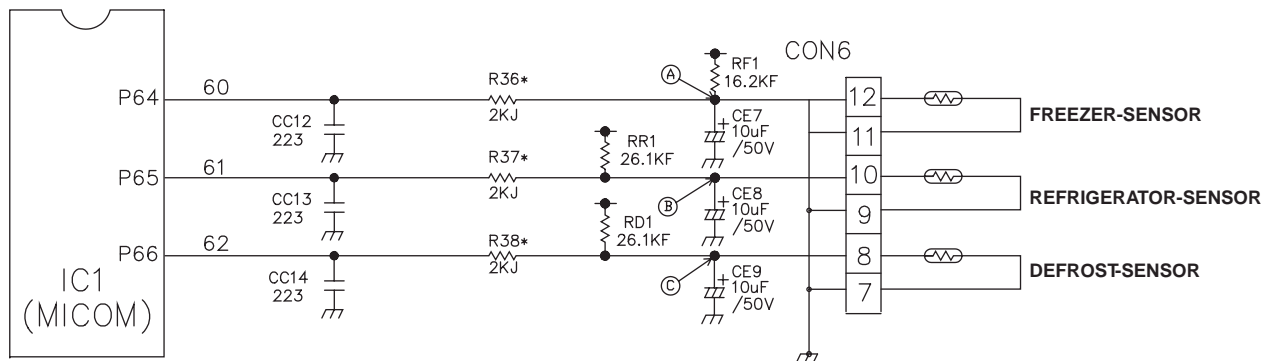 CON6
RF1
16.2KF
A
P64
60
R36*
2KJ
12
FREEZER-SENSOR
CC12
223
CE7
10uF
/50V
+
11
RR1
26.1KF
P65
61
R37*
2KJ
10
REFRIGERATOR-SENSOR
CC13
223
B
CE8
10uF
/50V
+
9
RD1
26.1KF
P66
62
R38*
2KJ
8
DEFROST-SENSOR
CC14
223
C
CE9
10uF
/50V
+
7
IC1
(MICOM)